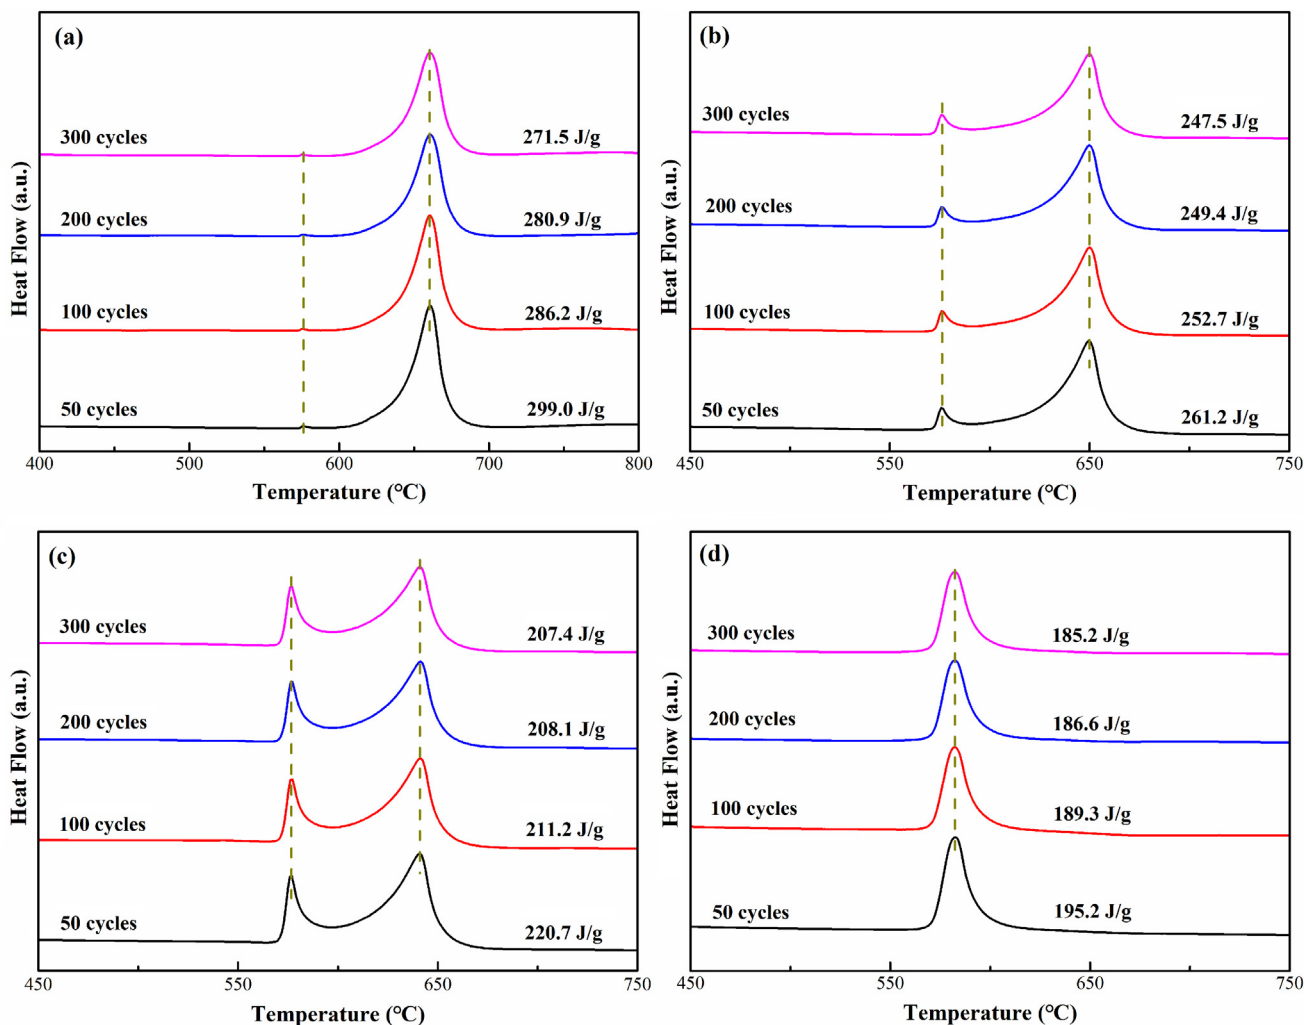 (a)
300 cycles
271.5 J/g
200 cycles
280.9 J/g
100 cycles
286.2 J/g
50 cycles
299.0 J/g
Heat Flow (a.u.)
400 500 600 700 800
Temperature (℃)
(b)
300 cycles
247.5 J/g
200 cycles
249.4 J/g
100 cycles
252.7 J/g
50 cycles
261.2 J/g
Heat Flow (a.u.)
450 550 650 750
Temperature (℃)
(c)
300 cycles
207.4 J/g
200 cycles
208.1 J/g
100 cycles
211.2 J/g
50 cycles
220.7 J/g
Heat Flow (a.u.)
450 550 650 750
Temperature (℃)
(d)
300 cycles
185.2 J/g
200 cycles
186.6 J/g
100 cycles
189.3 J/g
50 cycles
195.2 J/g
Heat Flow (a.u.)
450 550 650 750
Temperature (℃)